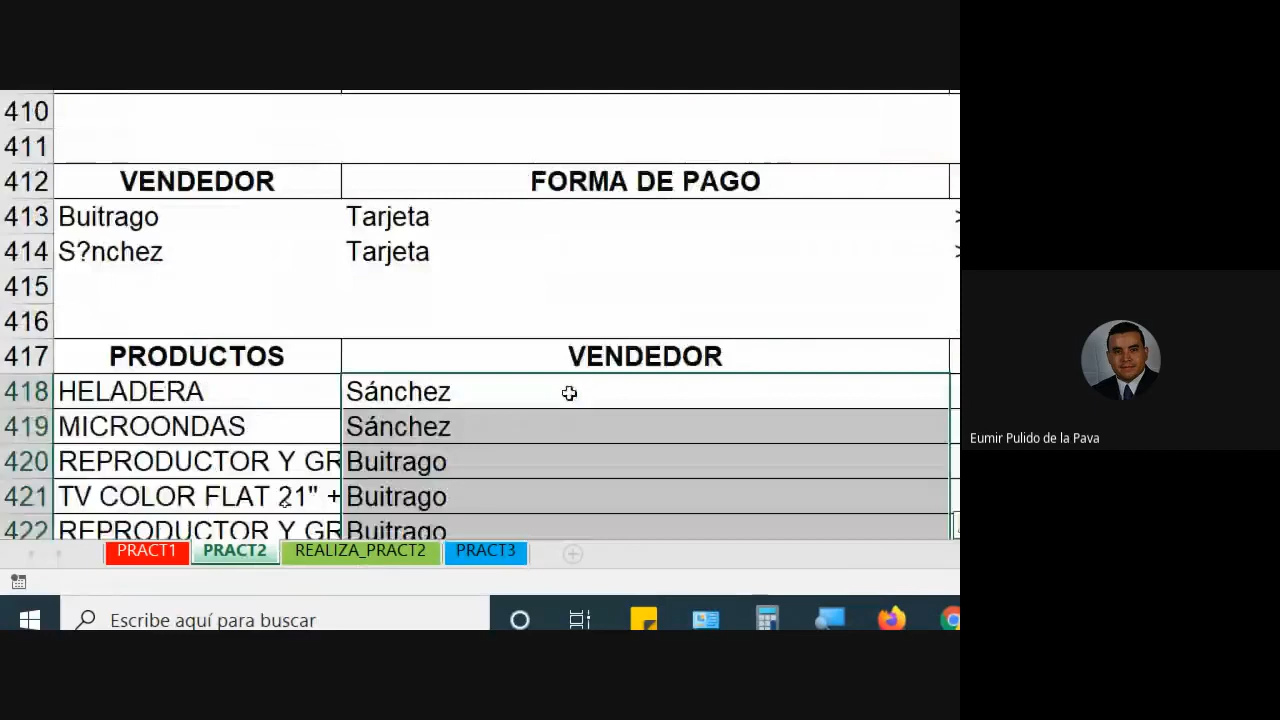 410
411
412 VENDEDOR FORMA DE PAGO
413 Buitrago Tarjeta >
414 S?nchez Tarjeta >
415
416
417 PRODUCTOS VENDEDOR
418 HELADERA Sánchez
419 MICROONDAS Sánchez
420 REPRODUCTOR Y GR Buitrago
421 TV COLOR FLAT 21" + Buitrago
422 REPRODUCTOR Y GR Buitrago
PRACT1 PRACT2 REALIZA_PRACT2 PRACT3
Escribe aquí para buscar
Eumir Pulido de la Pava